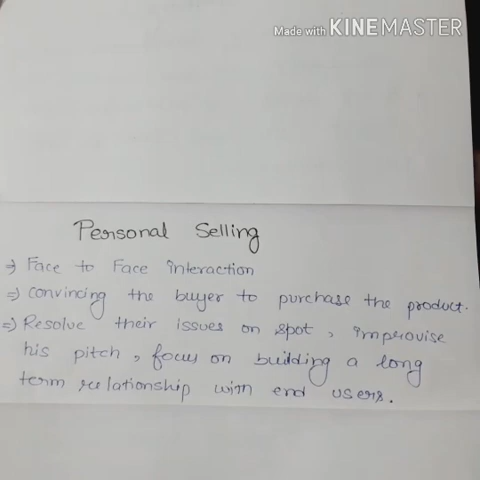 Made with KINEMASTER
Personal Selling
⇒ Face to Face interaction
⇒ convincing the buyer to purchase the product.
⇒ Resolve their issues on spot, improvise
his pitch, focus on building a long
term relationship with end users.